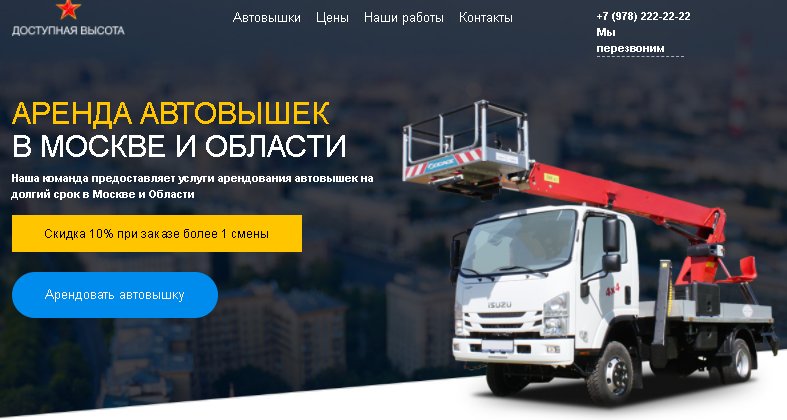 ДОСТУПНАЯ ВЫСОТА
Автовышки Цены Наши работы Контакты
+7 (978) 222-22-22
Мы
перезвоним
АРЕНДА АВТОВЫШЕК
В МОСКВЕ И ОБЛАСТИ
Наша команда предоставляет услуги арендования автовышек на
долгий срок в Москве и Области
Скидка 10% при заказе более 1 смены
Арендовать автовышку
ISUZU
4x4